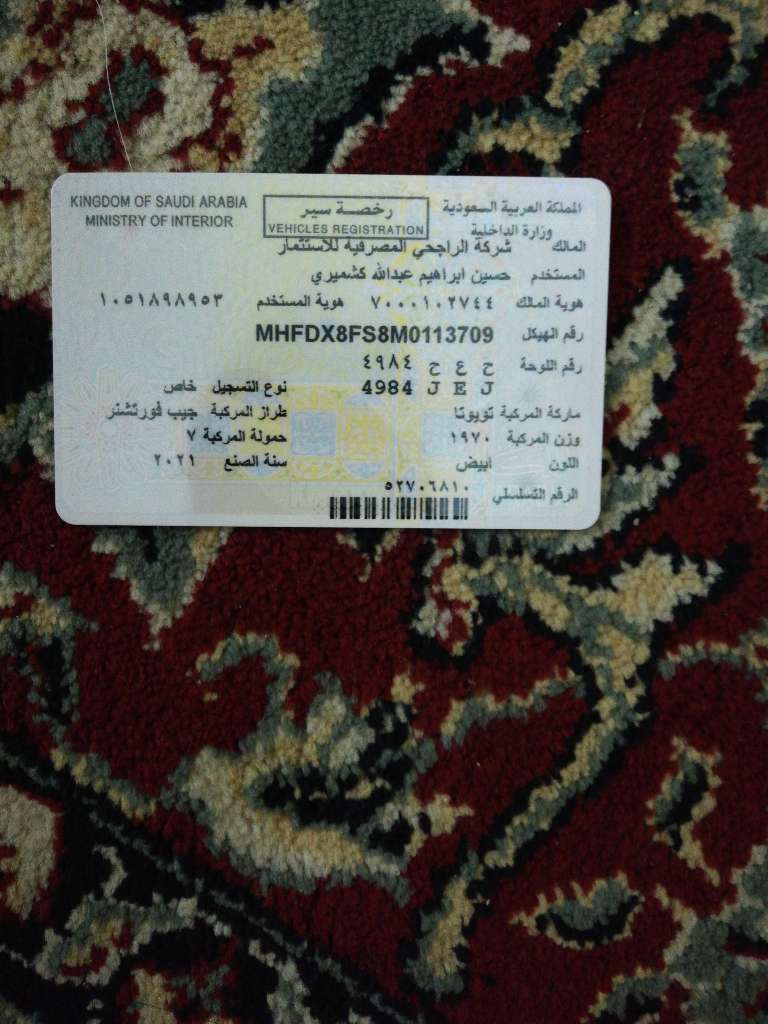 KINGDOM OF SAUDI ARABIA
MINISTRY OF INTERIOR
رخصة سير
VEHICLES REGISTRATION
المملكة العربية السعودية
وزارة الداخلية
المالك شركة الراجحي المصرفية للاستثمار
المستخدم حسين ابراهيم عبدالله كشميري
هوية المالك ٧٠٠٠١٠٢٧٤٤ هوية المستخدم ١٠٥١٨٩٨٩٥٣
رقم الهيكل MHFDX8FS8M0113709
رقم اللوحة ح ع ح ٤٩٨٤
4984 J E J نوع التسجيل خاص
ماركة المركبة تويوتا طراز المركبة جيب فورتشنر
وزن المركبة ١٩٧٠ حمولة المركبة ٧
اللون أبيض سنة الصنع ٢٠٢١
الرقم التسلسلي ٥٢٧٠٦٨١٠